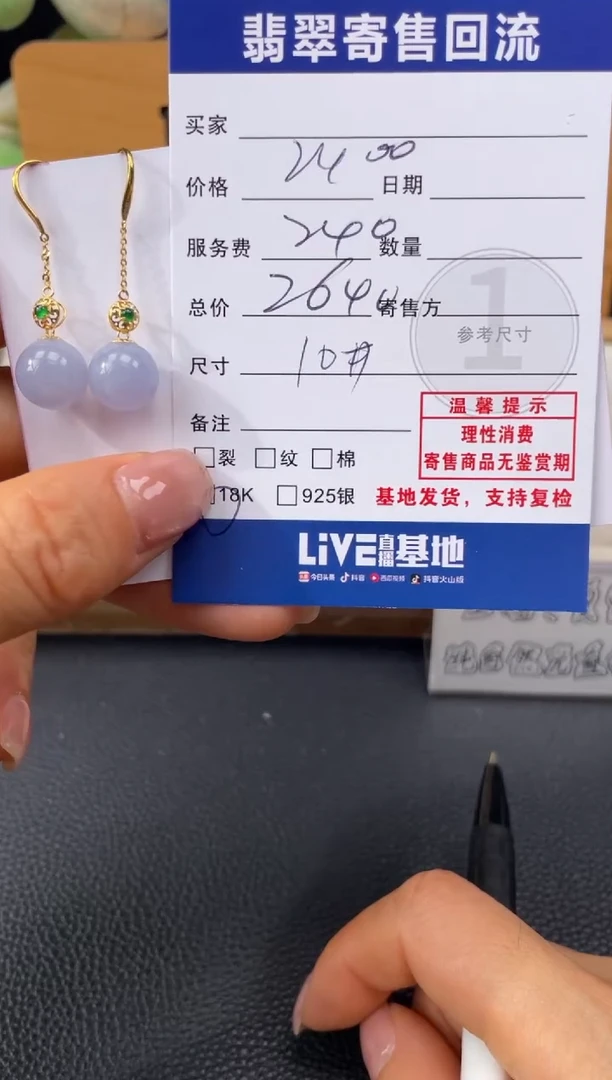 翡翠寄售回流
买家
价格 2400 日期
服务费 240 数量
总价 2640 寄售方
1
参考尺寸
尺寸 10#
备注
温馨提示
理性消费
寄售商品无鉴赏期
裂 纹 棉
18K 925银 基地发货，支持复检
LiVE直播基地
今日头条 抖音 西瓜视频 抖音火山版